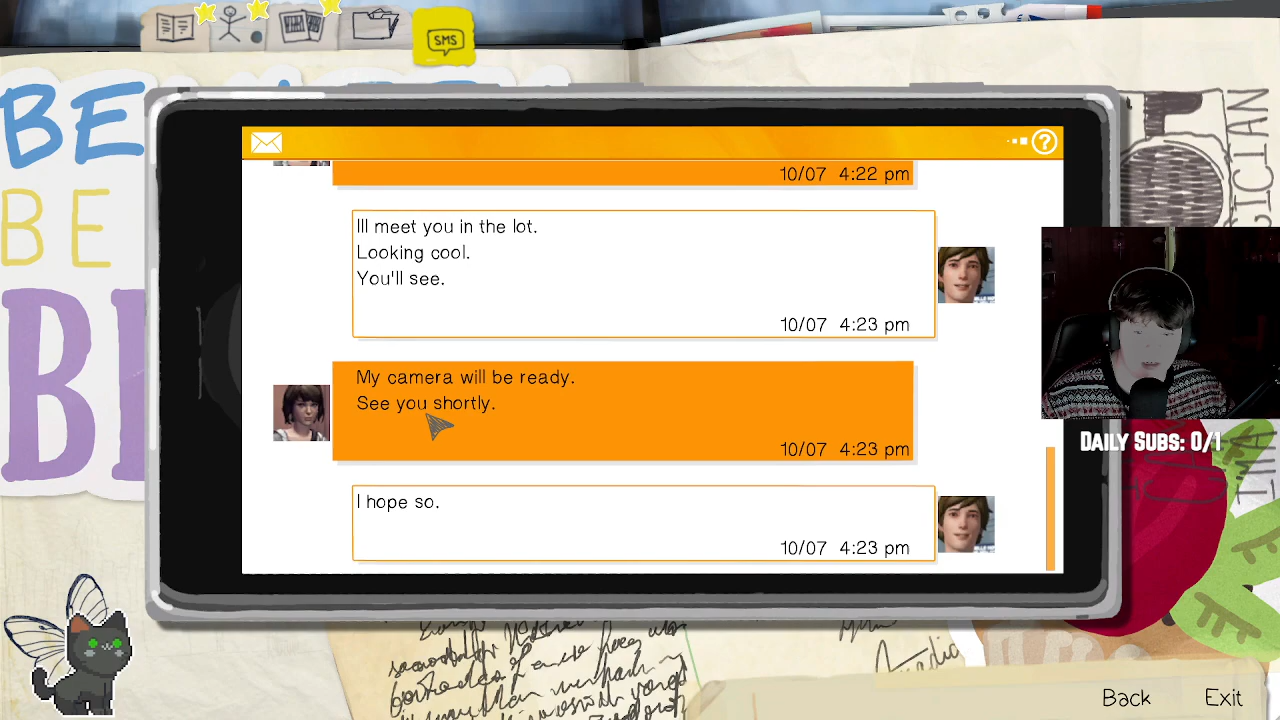 SMS
BE
BE
10/07 4:22 pm
Ill meet you in the lot.
Looking cool.
You'll see.
10/07 4:23 pm
My camera will be ready.
See you shortly.
10/07 4:23 pm
I hope so.
10/07 4:23 pm
DAILY SUBS: 0/1
Back
Exit